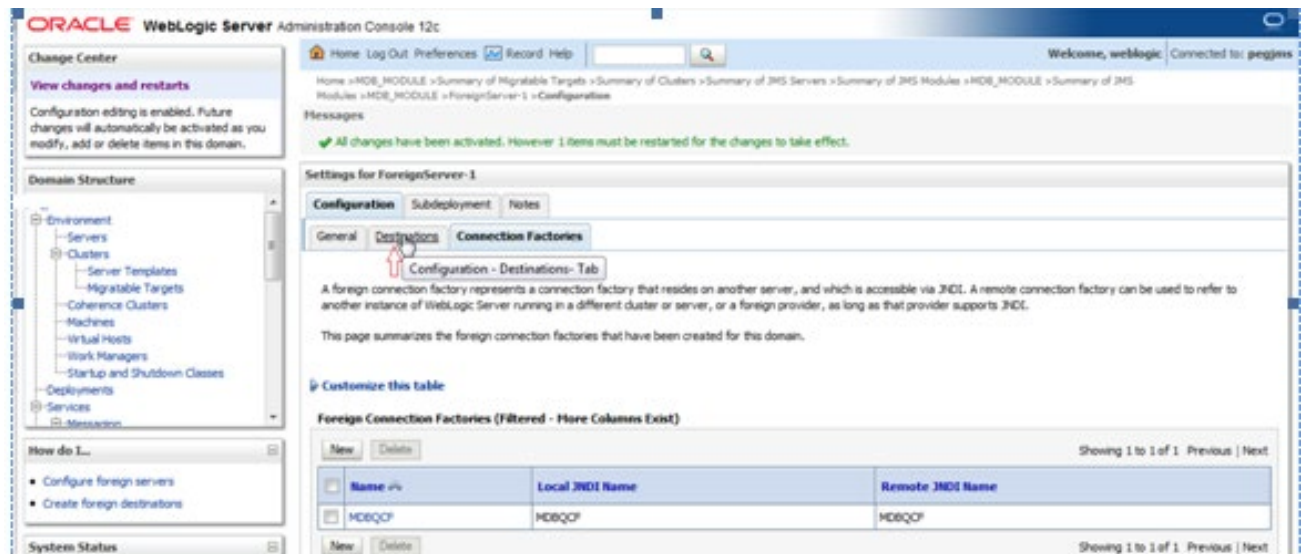 ORACLE WebLogic Server Administration Console 12c
Change Center
View changes and restarts
Configuration editing is enabled. Future
changes will automatically be activated as you
modify, add or delete items in this domain.
Domain Structure
Environment
Servers
Clusters
Server Templates
Migratable Targets
Coherence Clusters
Machines
Virtual Hosts
Work Managers
Startup and Shutdown Classes
Deployments
Services
Messaging
How do I...
Configure foreign servers
Create foreign destinations
System Status
Home Log Out Preferences Record Help
Welcome, weblogic Connected to: pegjms
Home >MDB_MODULE >Summary of Migratable Targets >Summary of Clusters >Summary of JMS Servers >Summary of JMS Modules >MDB_MODULE >Summary of JMS
Modules >MDB_MODULE >ForeignServer-1 >Configuration
Messages
All changes have been activated. However 1 items must be restarted for the changes to take effect.
Settings for ForeignServer-1
Configuration Subdeployment Notes
General Destinations Connection Factories
Configuration - Destinations- Tab
A foreign connection factory represents a connection factory that resides on another server, and which is accessible via JNDI. A remote connection factory can be used to refer to
another instance of WebLogic Server running in a different cluster or server, or a foreign provider, as long as that provider supports JNDI.
This page summarizes the foreign connection factories that have been created for this domain.
Customize this table
Foreign Connection Factories (Filtered - More Columns Exist)
New Delete Showing 1 to 1 of 1 Previous | Next
Name Local JNDI Name Remote JNDI Name
MDBQCF MDBQCF MDBQCF
New Delete Showing 1 to 1 of 1 Previous | Next